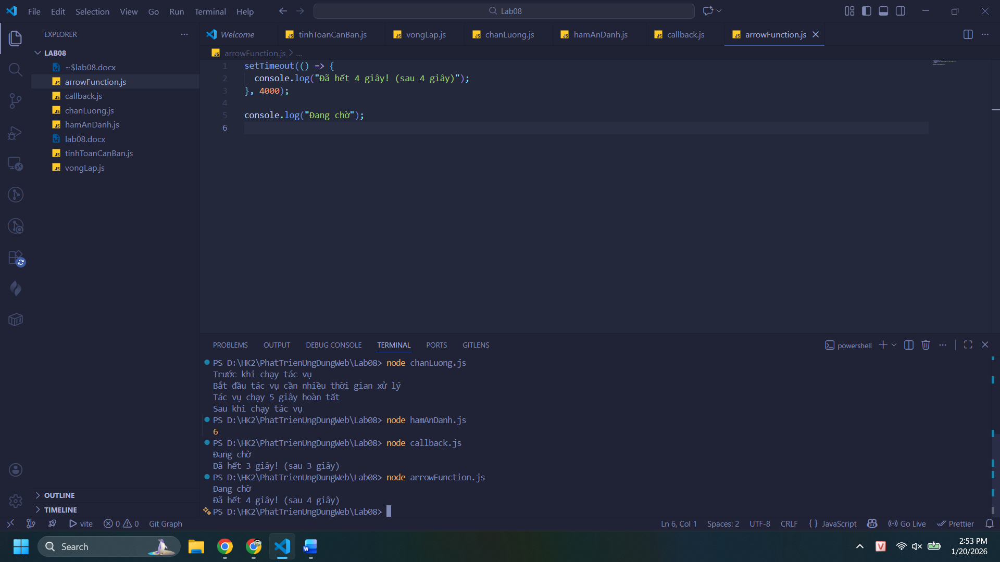 File Edit Selection View Go Run Terminal Help
Lab08
EXPLORER
LAB08
~$lab08.docx
arrowFunction.js
callback.js
chanLuong.js
hamAnDanh.js
lab08.docx
tinhToanCanBan.js
vongLap.js
OUTLINE
TIMELINE
Welcome tinhToanCanBan.js vongLap.js chanLuong.js hamAnDanh.js callback.js arrowFunction.js
arrowFunction.js > ...
1 setTimeout(() => {
2 console.log("Đã hết 4 giây! (sau 4 giây)");
3 }, 4000);
4
5 console.log("Đang chờ");
6
PROBLEMS OUTPUT DEBUG CONSOLE TERMINAL PORTS GITLENS
powershell
PS D:\HK2\PhatTrienUngDungWeb\Lab08> node chanLuong.js
Trước khi chạy tác vụ
Bắt đầu tác vụ cần nhiều thời gian xử lý
Tác vụ chạy 5 giây hoàn tất
Sau khi chạy tác vụ
PS D:\HK2\PhatTrienUngDungWeb\Lab08> node hamAnDanh.js
6
PS D:\HK2\PhatTrienUngDungWeb\Lab08> node callback.js
Đang chờ
Đã hết 3 giây! (sau 3 giây)
PS D:\HK2\PhatTrienUngDungWeb\Lab08> node arrowFunction.js
Đang chờ
Đã hết 4 giây! (sau 4 giây)
PS D:\HK2\PhatTrienUngDungWeb\Lab08>
vite 0 0 Git Graph Ln 6, Col 1 Spaces: 2 UTF-8 CRLF {} JavaScript Go Live Prettier
Search
2:53 PM
1/20/2026